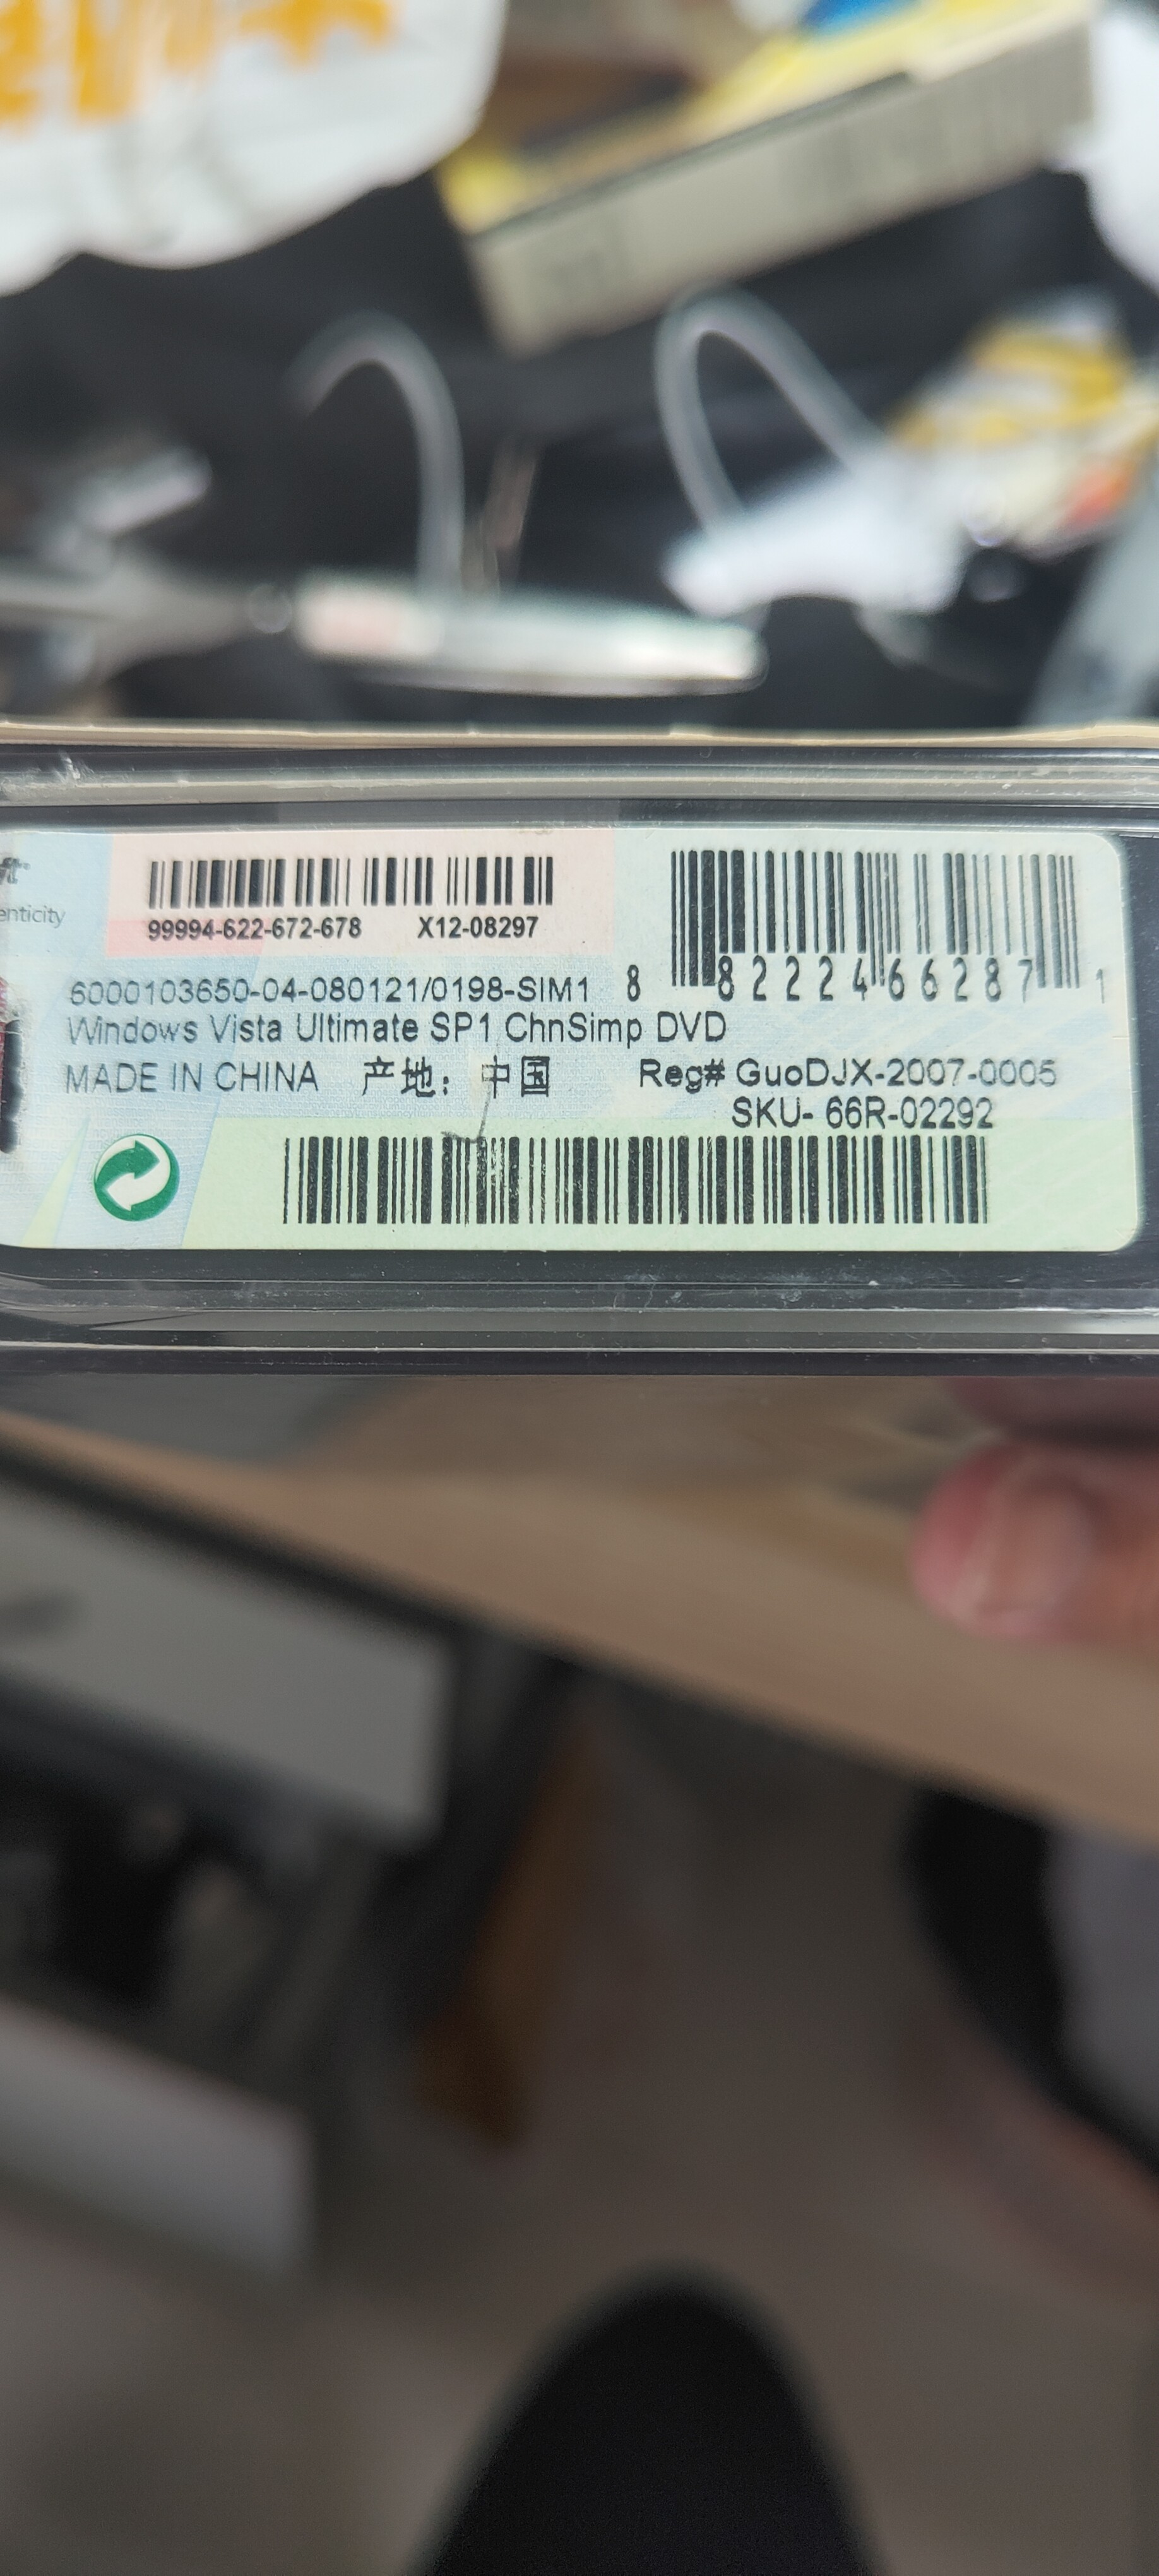 ft
enticity
99994-622-672-678 X12-08297
6000103650-04-080121/0198-SIM1
8 82224 66287 1
Windows Vista Ultimate SP1 ChnSimp DVD
MADE IN CHINA 产地：中国 Reg# GuoDJX-2007-0005
SKU- 66R-02292